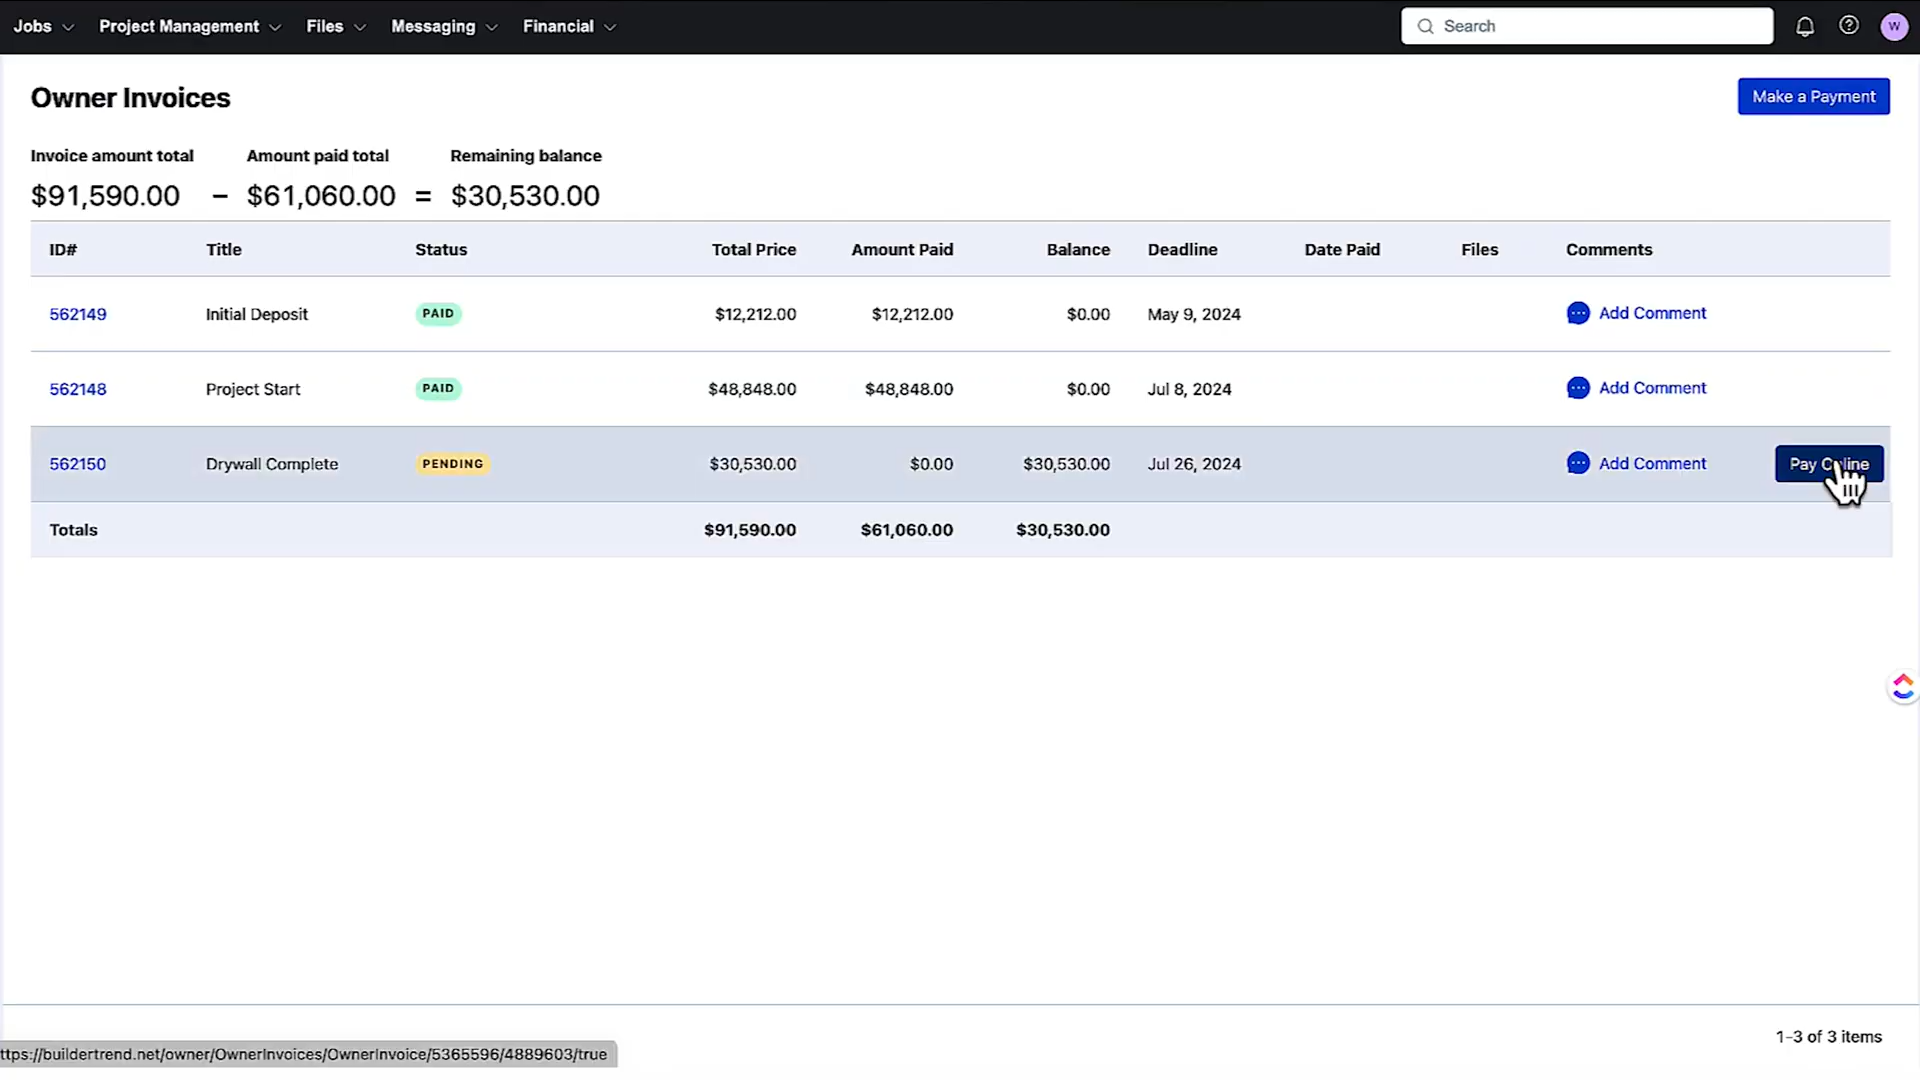 Jobs Project Management Files Messaging Financial Search W
Owner Invoices Make a Payment
Invoice amount total Amount paid total Remaining balance
$91,590.00 – $61,060.00 = $30,530.00
ID# Title Status Total Price Amount Paid Balance Deadline Date Paid Files Comments
562149 Initial Deposit PAID $12,212.00 $12,212.00 $0.00 May 9, 2024 Add Comment
562148 Project Start PAID $48,848.00 $48,848.00 $0.00 Jul 8, 2024 Add Comment
562150 Drywall Complete PENDING $30,530.00 $0.00 $30,530.00 Jul 26, 2024 Add Comment Pay Online
Totals $91,590.00 $61,060.00 $30,530.00
1-3 of 3 items
ttps://buildertrend.net/owner/OwnerInvoices/OwnerInvoice/5365596/4889603/true